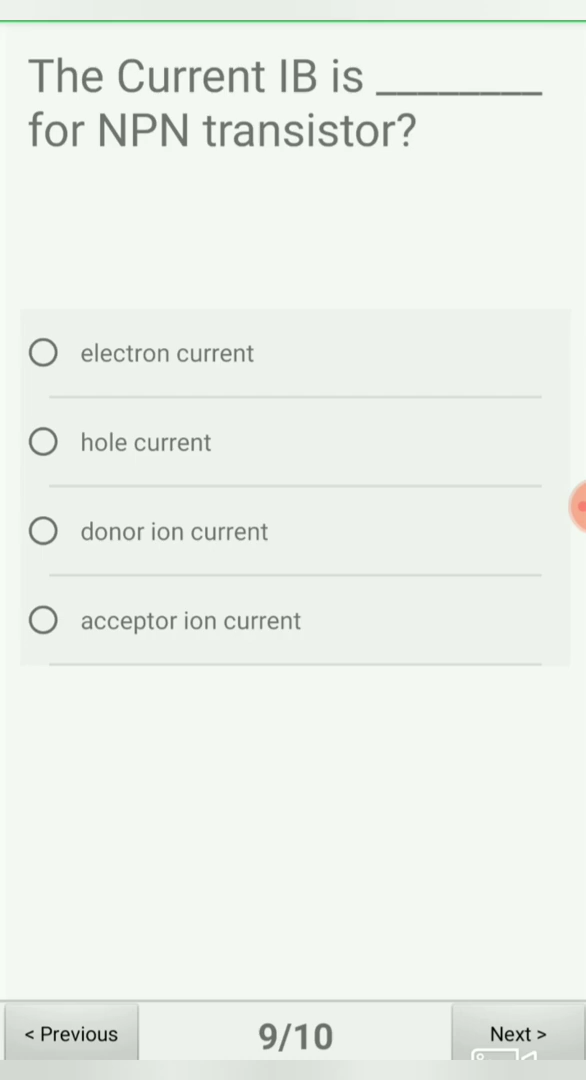 The Current IB is ________
for NPN transistor?
electron current
hole current
donor ion current
acceptor ion current
< Previous
9/10
Next >